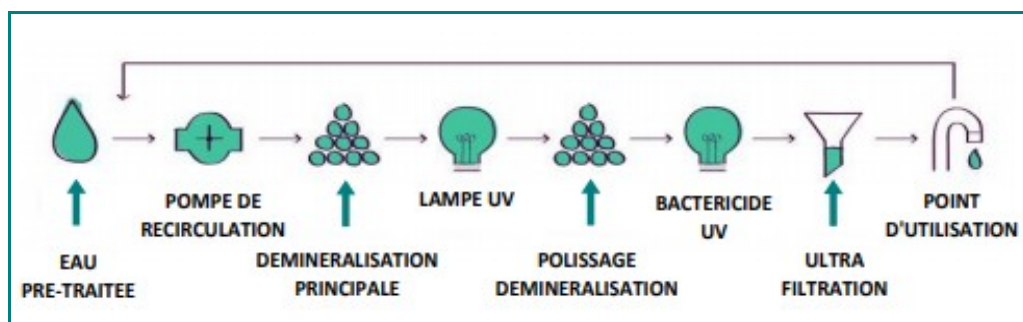 EAU
PRE-TRAITEE
POMPE DE
RECIRCULATION
DEMINERALISATION
PRINCIPALE
LAMPE UV
POLISSAGE
DEMINERALISATION
BACTERICIDE
UV
ULTRA
FILTRATION
POINT
D'UTILISATION